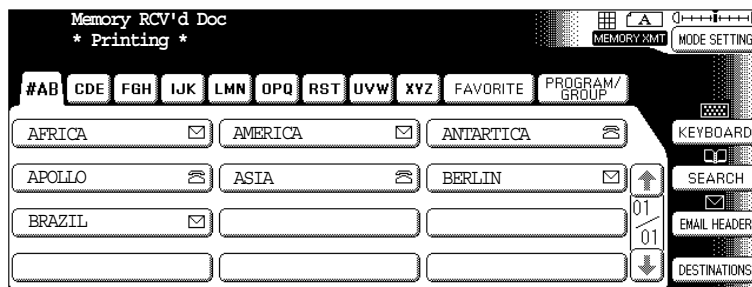 Memory RCV'd Doc
* Printing *
A
MEMORY XMT
MODE SETTING
#AB CDE FGH IJK LMN OPQ RST UVW XYZ FAVORITE PROGRAM/
GROUP
AFRICA AMERICA ANTARTICA
KEYBOARD
APOLLO ASIA BERLIN
SEARCH
BRAZIL
01
01
EMAIL HEADER
DESTINATIONS